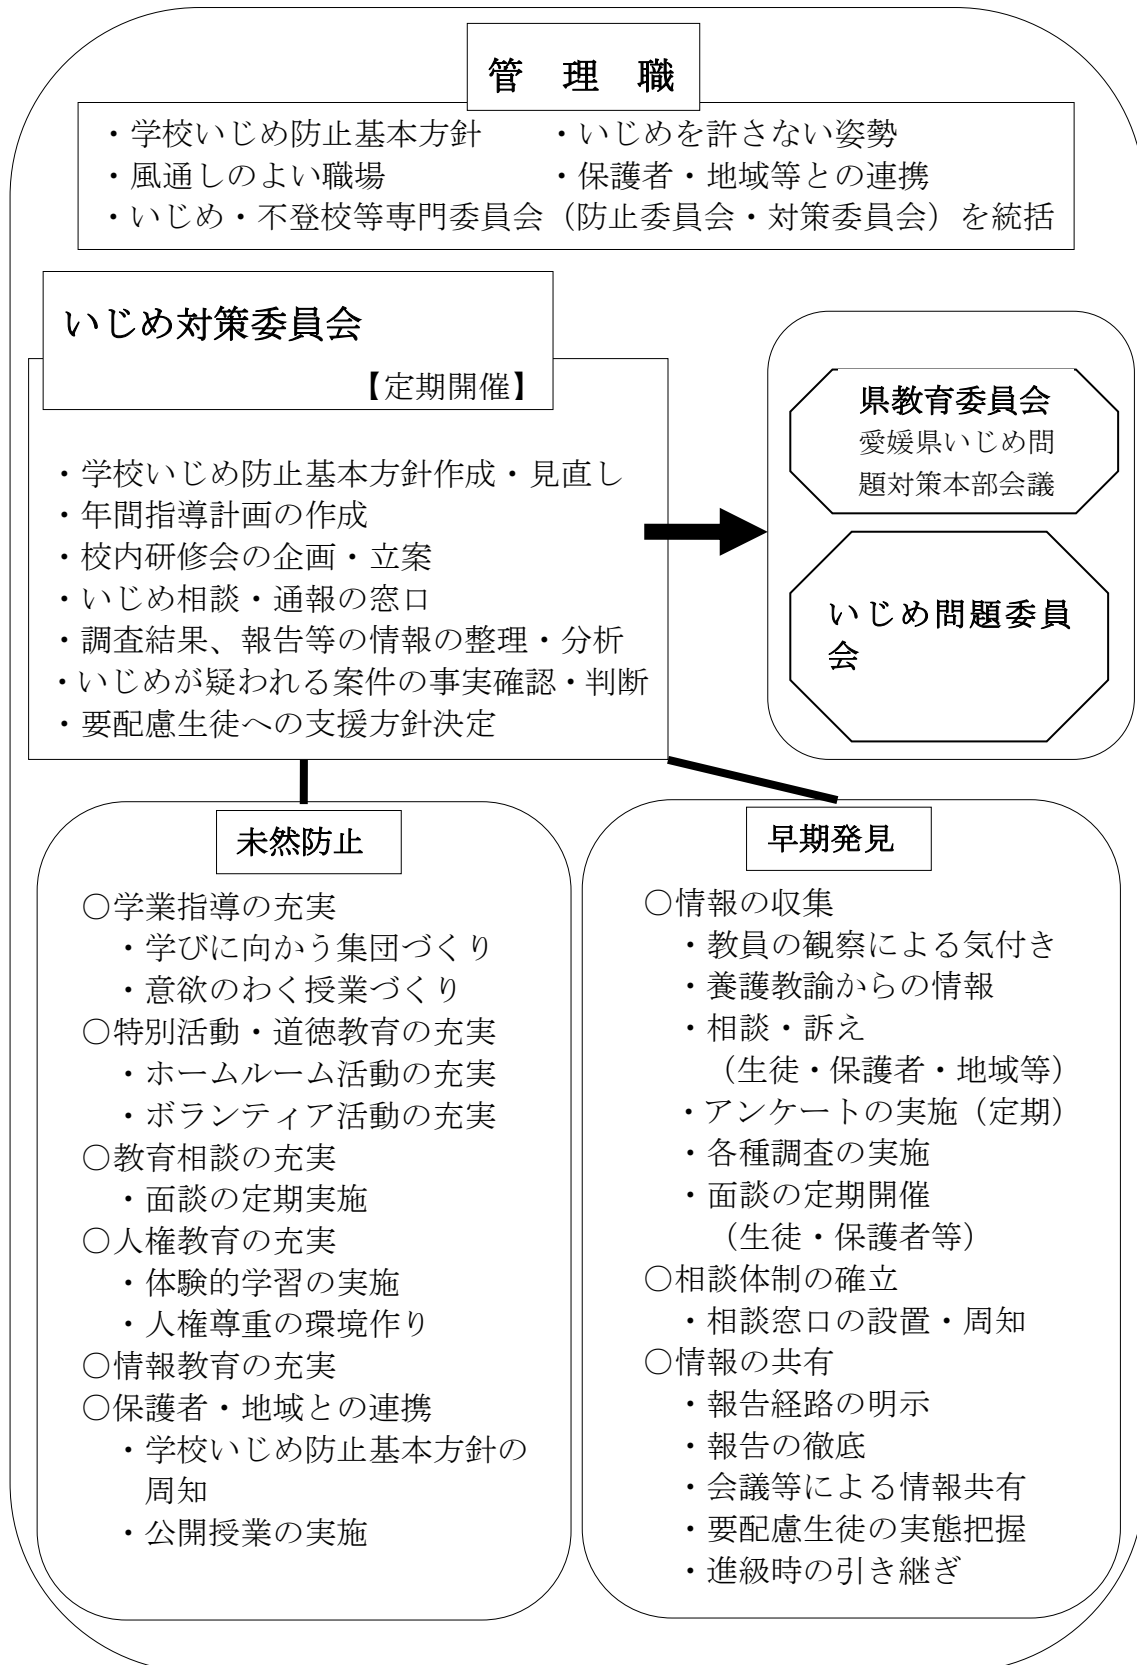 管 理 職
・学校いじめ防止基本方針 ・いじめを許さない姿勢
・風通しのよい職場 ・保護者・地域等との連携
・いじめ・不登校等専門委員会（防止委員会・対策委員会）を統括
いじめ対策委員会
【定期開催】
・学校いじめ防止基本方針作成・見直し
・年間指導計画の作成
・校内研修会の企画・立案
・いじめ相談・通報の窓口
・調査結果、報告等の情報の整理・分析
・いじめが疑われる案件の事実確認・判断
・要配慮生徒への支援方針決定
県教育委員会
愛媛県いじめ問
題対策本部会議
いじめ問題委員
会
未然防止
○学業指導の充実
・学びに向かう集団づくり
・意欲のわく授業づくり
○特別活動・道徳教育の充実
・ホームルーム活動の充実
・ボランティア活動の充実
○教育相談の充実
・面談の定期実施
○人権教育の充実
・体験的学習の実施
・人権尊重の環境作り
○情報教育の充実
○保護者・地域との連携
・学校いじめ防止基本方針の
周知
・公開授業の実施
早期発見
○情報の収集
・教員の観察による気付き
・養護教諭からの情報
・相談・訴え
（生徒・保護者・地域等）
・アンケートの実施（定期）
・各種調査の実施
・面談の定期開催
（生徒・保護者等）
○相談体制の確立
・相談窓口の設置・周知
○情報の共有
・報告経路の明示
・報告の徹底
・会議等による情報共有
・要配慮生徒の実態把握
・進級時の引き継ぎ